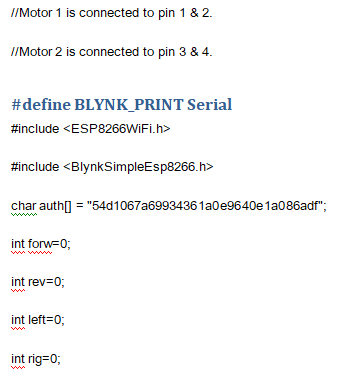 //Motor 1 is connected to pin 1 & 2.
//Motor 2 is connected to pin 3 & 4.
#define BLYNK_PRINT Serial
#include <ESP8266WiFi.h>
#include <BlynkSimpleEsp8266.h>
char auth[] = "54d1067a69934361a0e9640e1a086adf";
int forw=0;
int rev=0;
int left=0;
int rig=0;